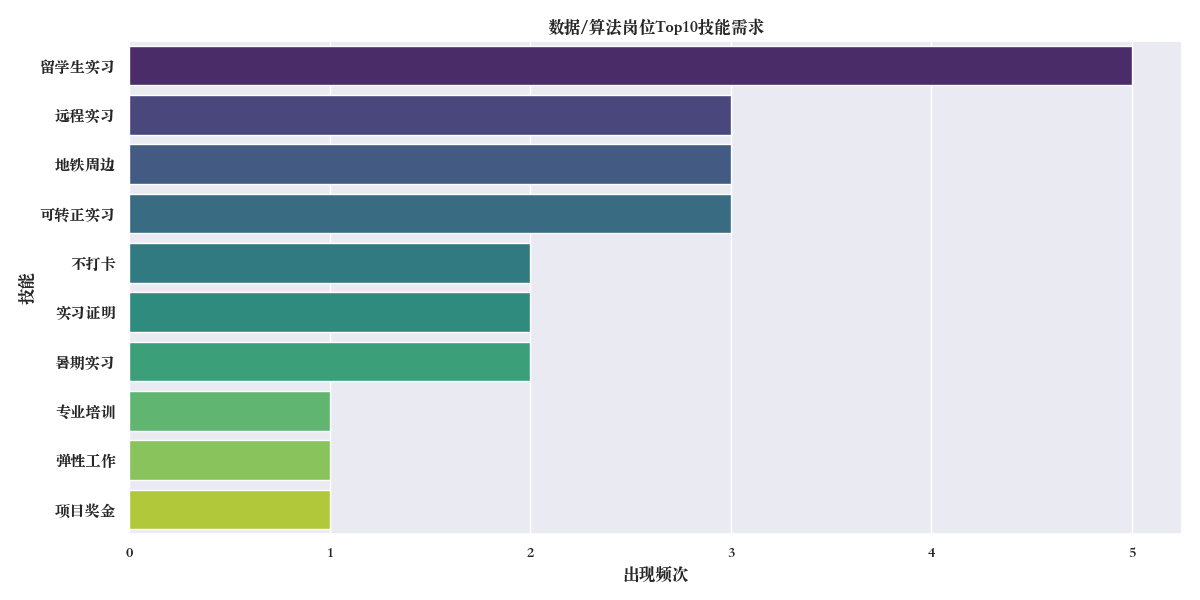 数据/算法岗位Top10技能需求
留学生实习
远程实习
地铁周边
可转正实习
不打卡
实习证明
暑期实习
专业培训
弹性工作
项目奖金
技能
0 1 2 3 4 5
出现频次